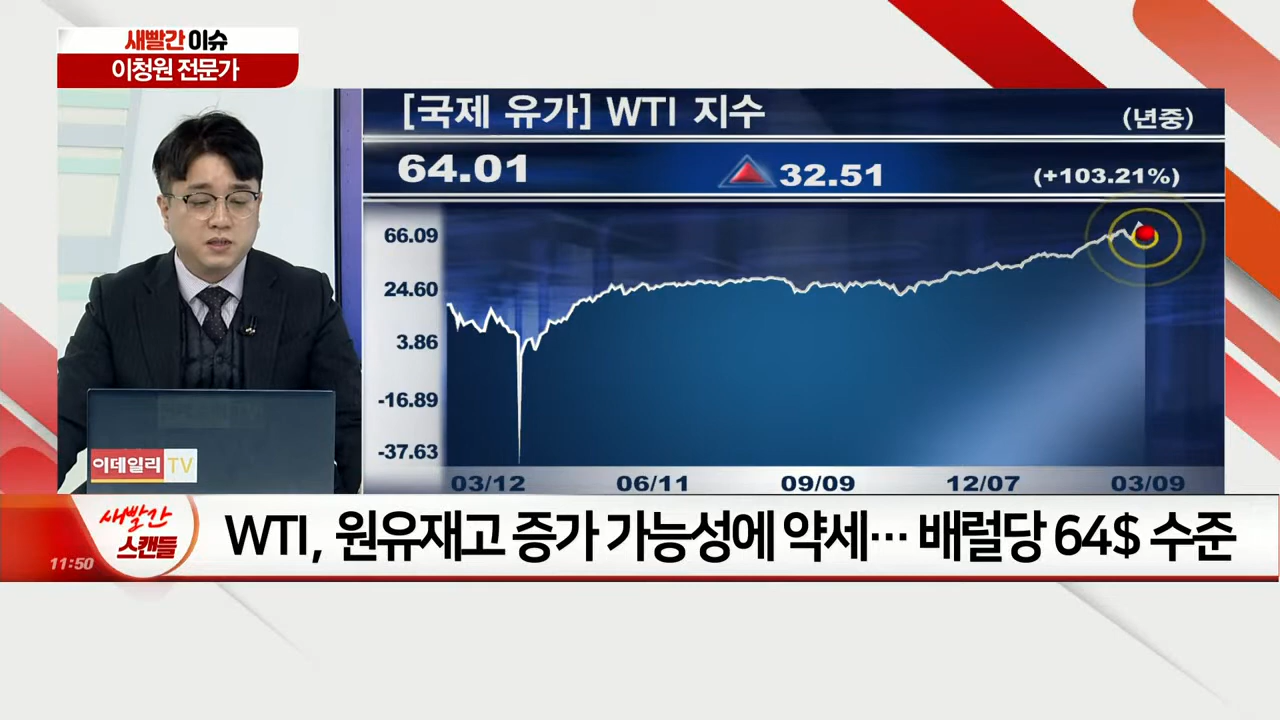 새빨간 이슈
이청원 전문가
[국제 유가] WTI 지수
(년중)
64.01
32.51
(+103.21%)
66.09
24.60
3.86
-16.89
-37.63
03/12
06/11
09/09
12/07
03/09
이데일리 TV
새빨간
스캔들
11:50
WTI, 원유재고 증가 가능성에 약세… 배럴당 64$ 수준